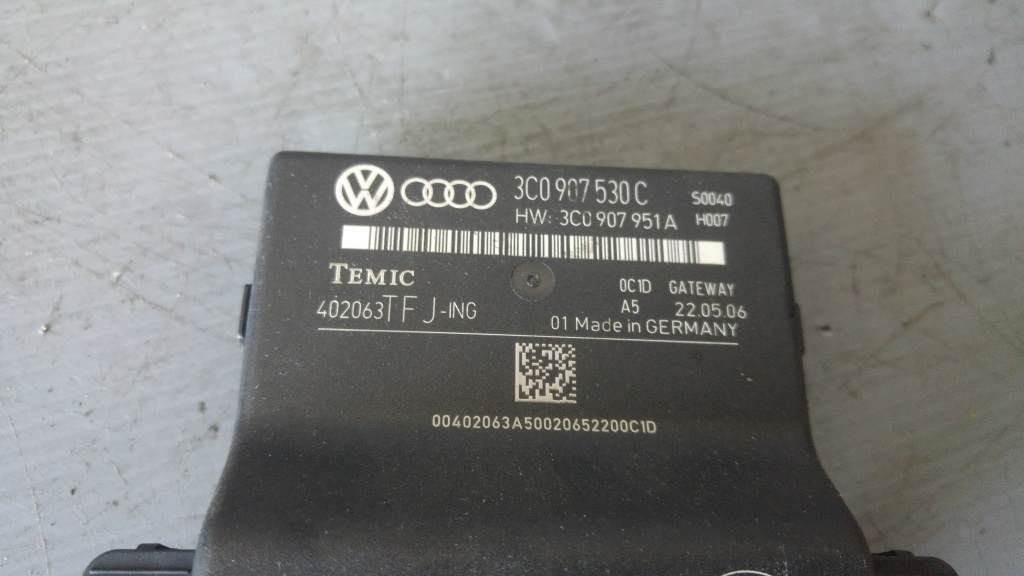 3C0 907 530 C S0040
HW: 3C0 907 951 A H007
TEMIC 0C1D GATEWAY
402063TFJ-ING A5 22.05.06
01 Made in GERMANY
00402063A50020652200C1D